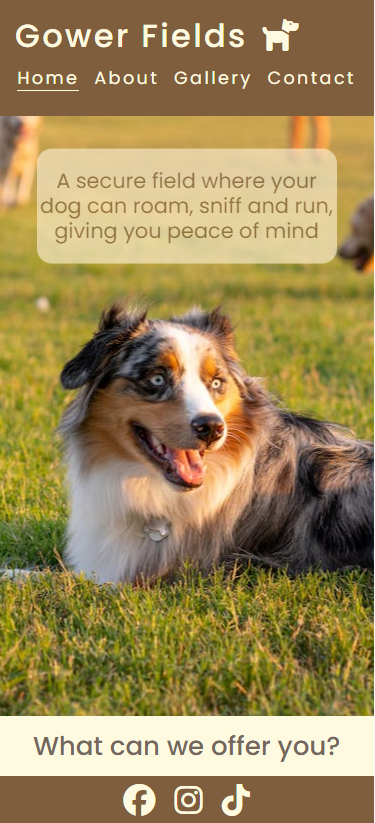 Gower Fields
Home About Gallery Contact
A secure field where your
dog can roam, sniff and run,
giving you peace of mind
What can we offer you?